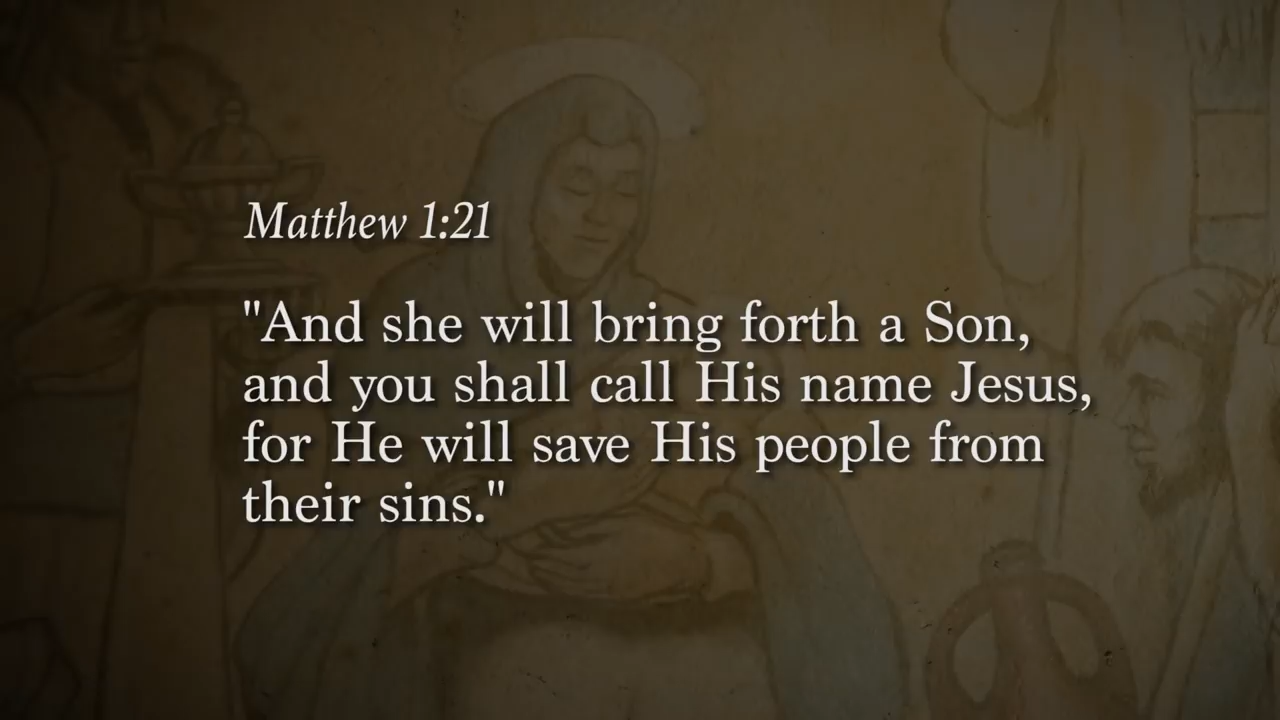 Matthew 1:21
"And she will bring forth a Son,
and you shall call His name Jesus,
for He will save His people from
their sins."